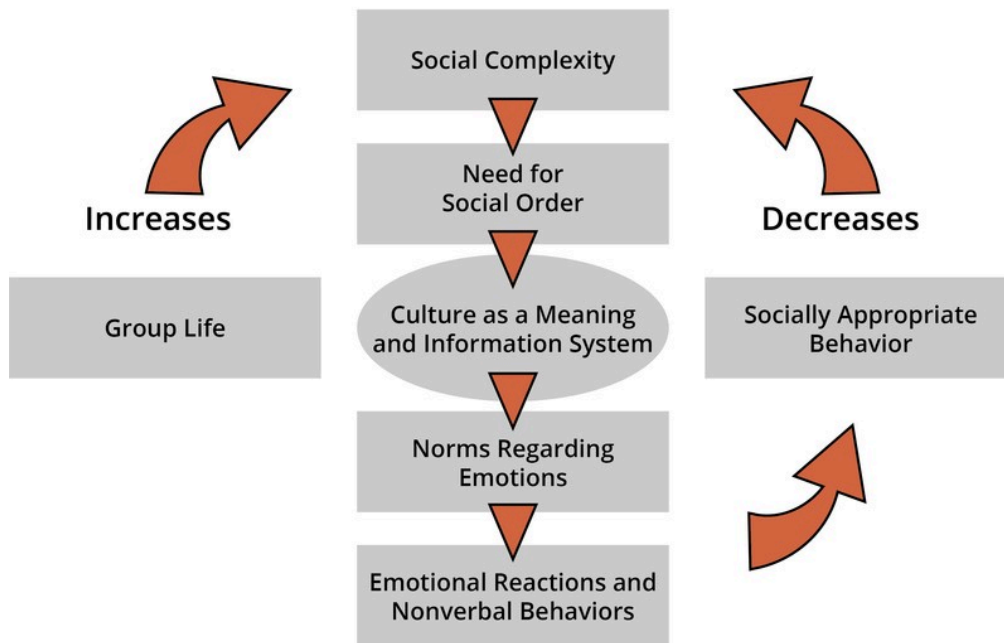 Social Complexity
Need for
Social Order
Increases
Decreases
Group Life
Culture as a Meaning
and Information System
Socially Appropriate
Behavior
Norms Regarding
Emotions
Emotional Reactions and
Nonverbal Behaviors